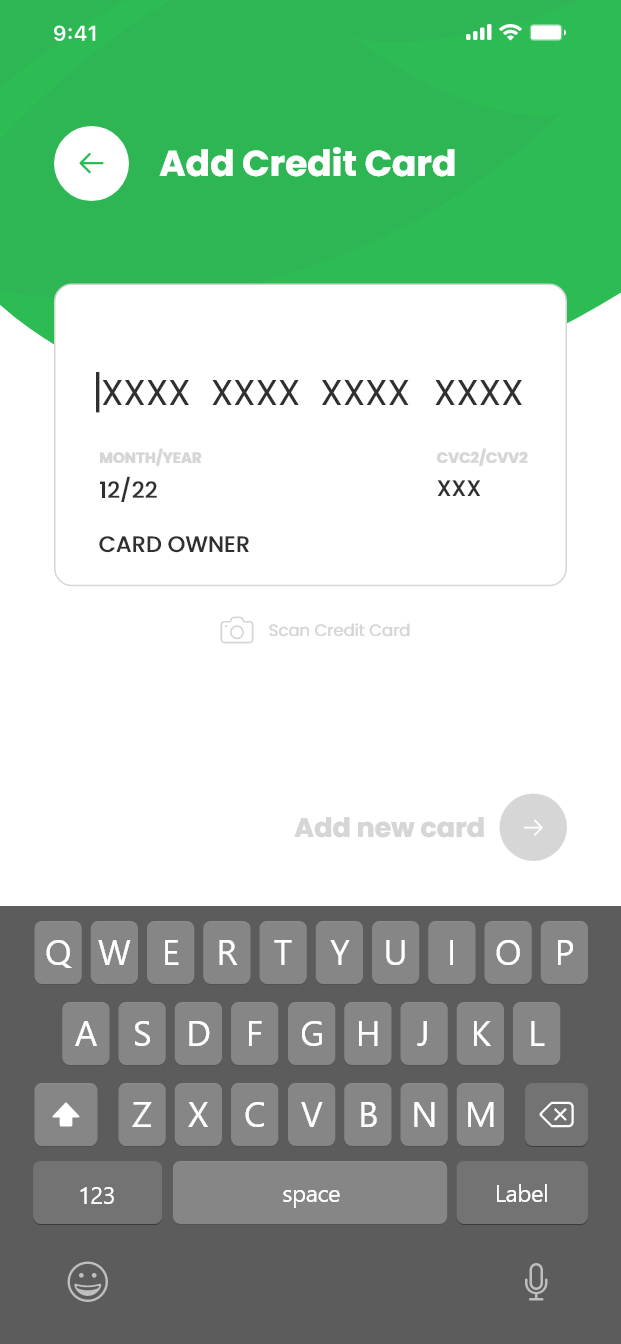 9:41
Add Credit Card
XXXX XXXX XXXX XXXX
MONTH/YEAR CVC2/CVV2
12/22 XXX
CARD OWNER
Scan Credit Card
Add new card
Q W E R T Y U I O P
A S D F G H J K L
Z X C V B N M
123 space Label